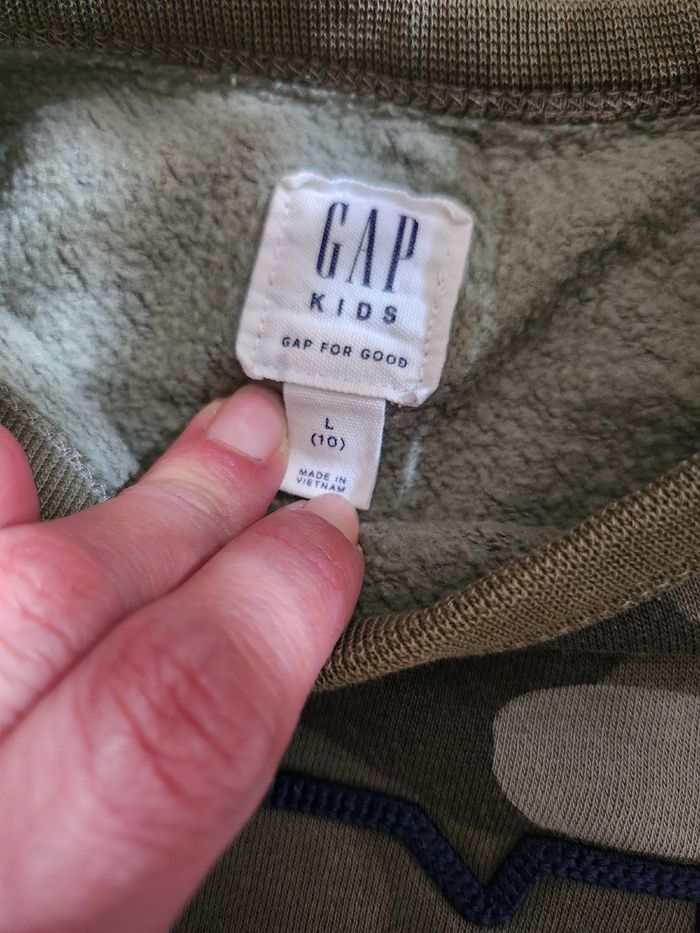 GAP
KIDS
GAP FOR GOOD
L
(10)
MADE IN
VIETNAM